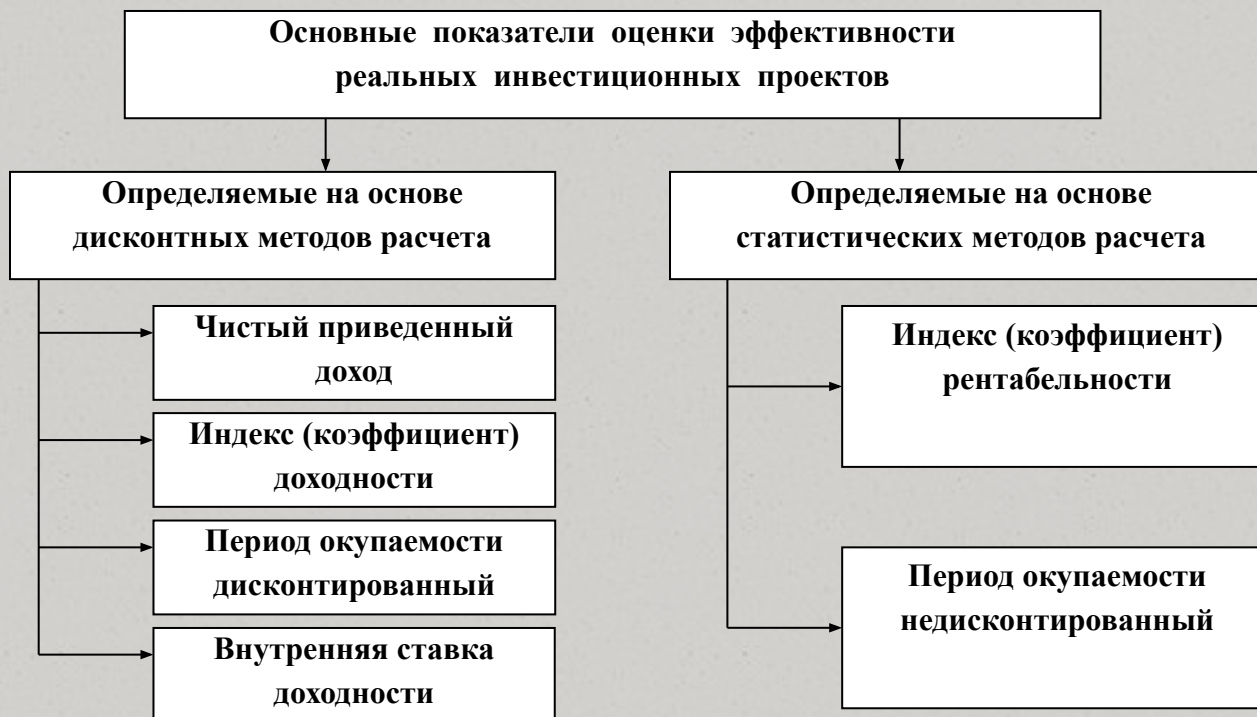 Основные показатели оценки эффективности
реальных инвестиционных проектов
Определяемые на основе
дисконтных методов расчета
Чистый приведенный
доход
Индекс (коэффициент)
доходности
Период окупаемости
дисконтированный
Внутренняя ставка
доходности
Определяемые на основе
статистических методов расчета
Индекс (коэффициент)
рентабельности
Период окупаемости
недисконтированный